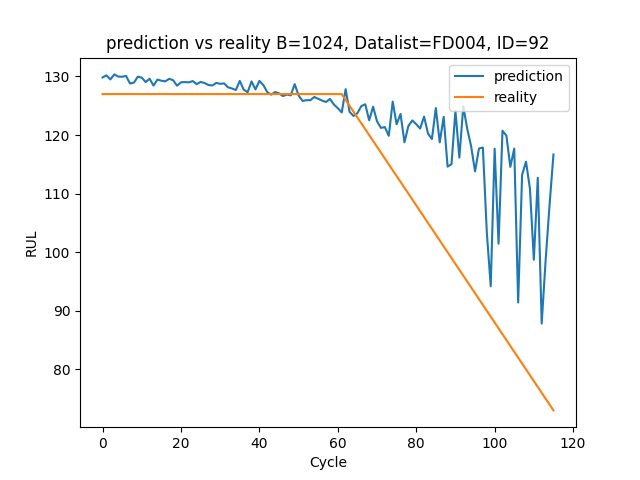 prediction vs reality B=1024, Datalist=FD004, ID=92
prediction
reality
130
120
110
100
90
80
RUL
0 20 40 60 80 100 120
Cycle